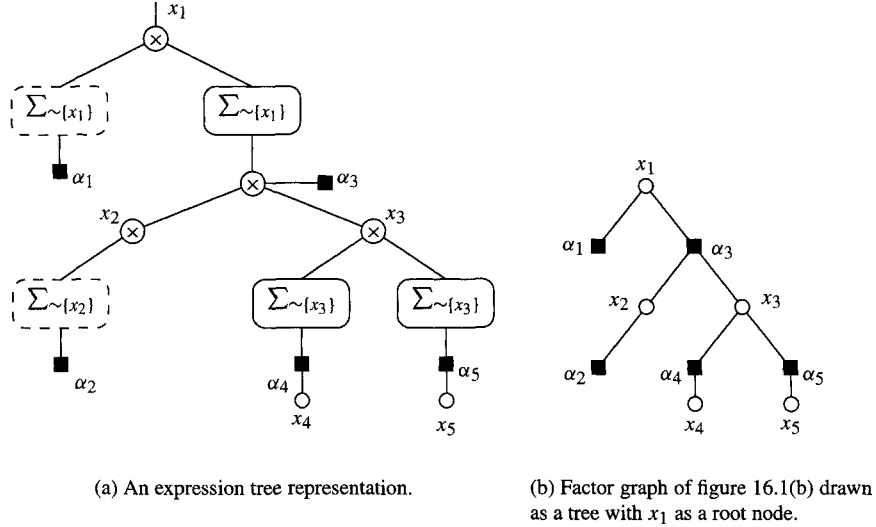 x₁
∑∼{x₁} ∑∼{x₁}
α₁
α₃
x₂ x₃
∑∼{x₂} ∑∼{x₃} ∑∼{x₃}
α₂ α₄ α₅
x₄ x₅
(a) An expression tree representation.
x₁
α₁ α₃
x₂ x₃
α₂ α₄ α₅
x₄ x₅
(b) Factor graph of figure 16.1(b) drawn
as a tree with x₁ as a root node.